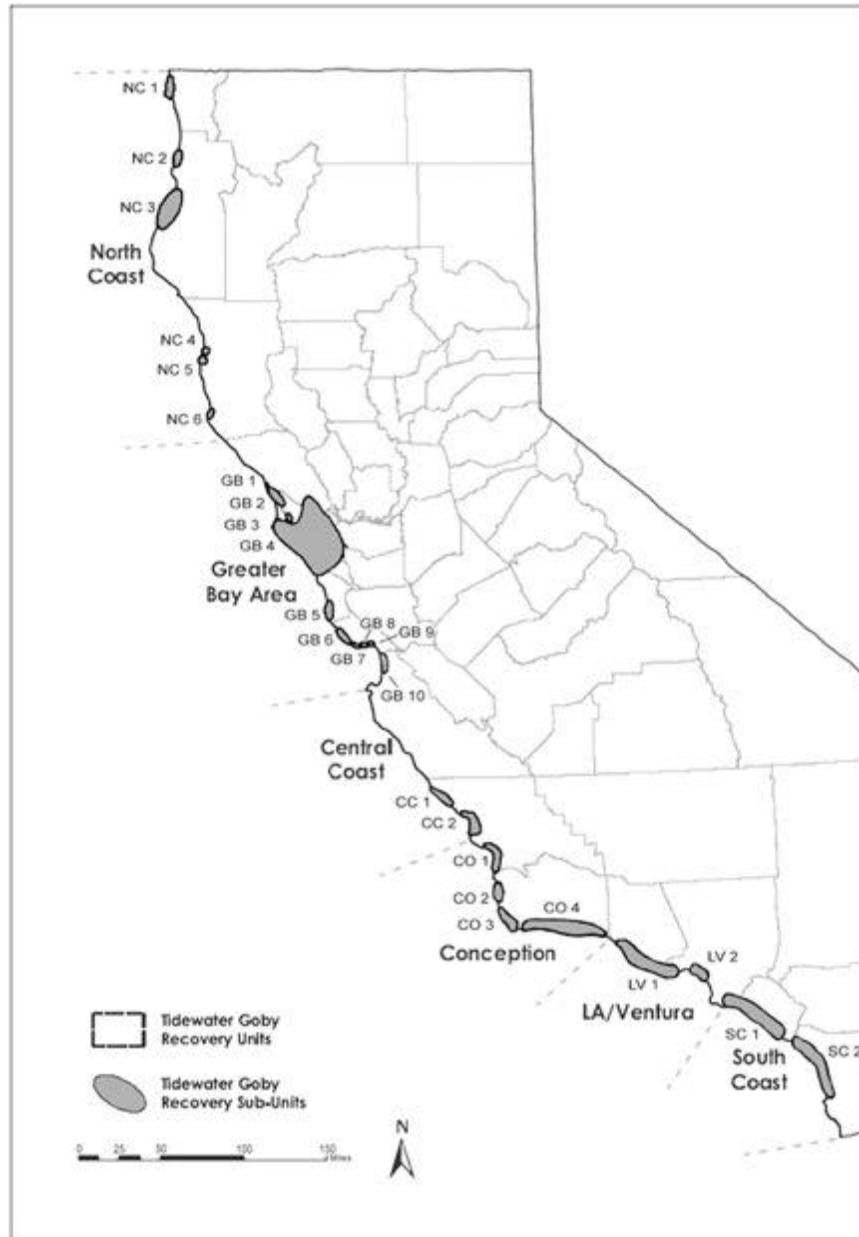 NC 1
NC 2
NC 3
North
Coast
NC 4
NC 5
NC 6
GB 1
GB 2
GB 3
GB 4
Greater
Bay Area
GB 5
GB 8
GB 6
GB 9
GB 7
GB 10
Central
Coast
CC 1
CC 2
CO 1
CO 2
CO 4
CO 3
Conception
LV 2
LV 1
LA/Ventura
SC 1
SC 2
South
Coast
Tidewater Goby
Recovery Units
Tidewater Goby
Recovery Sub-Units
N
0 25 50 100 150
Miles